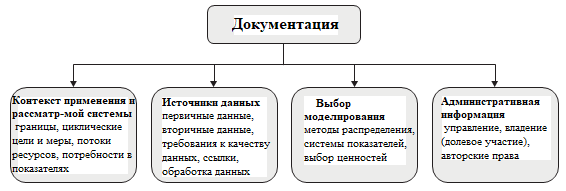 Документация
Контекст применения и
рассматр-мой системы
границы, циклические
цели и меры, потоки
ресурсов, потребности в
показателях
Источники данных
первичные данные,
вторичные данные,
требования к качеству
данных, ссылки,
обработка данных
Выбор
моделирования
методы распределения,
системы показателей,
выбор ценностей
Административная
информация
управление, владение
(долевое участие),
авторские права